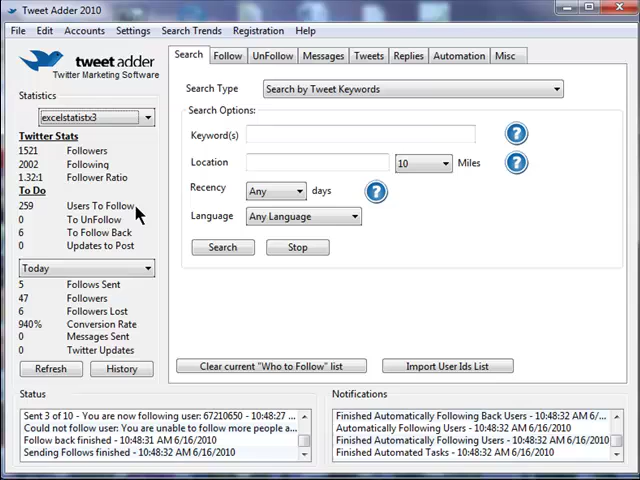 Tweet Adder 2010
File Edit Accounts Settings Search Trends Registration Help
tweet adder
Twitter Marketing Software
Statistics
excelstatistx3
Twitter Stats
1521 Followers
2002 Following
1.32:1 Follower Ratio
To Do
259 Users To Follow
0 To UnFollow
6 To Follow Back
0 Updates to Post
Today
5 Follows Sent
47 Followers
6 Followers Lost
940% Conversion Rate
0 Messages Sent
0 Twitter Updates
Refresh History
Search Follow UnFollow Messages Tweets Replies Automation Misc
Search Type Search by Tweet Keywords
Search Options:
Keyword(s) ?
Location 10 Miles ?
Recency Any days ?
Language Any Language
Search Stop
Clear current "Who to Follow" list Import User Ids List
Status
Sent 3 of 10 - You are now following user: 67210650 - 10:48:27 ...
Could not follow user: You are unable to follow more people a...
Follow back finished - 10:48:31 AM 6/16/2010
Sending Follows finished - 10:48:32 AM 6/16/2010
Notifications
Finished Automatically Following Back Users - 10:48:32 AM 6/...
Automatically Following Users - 10:48:32 AM 6/16/2010
Finished Automatically Following Users - 10:48:32 AM 6/16/2010
Finished Automated Tasks - 10:48:32 AM 6/16/2010